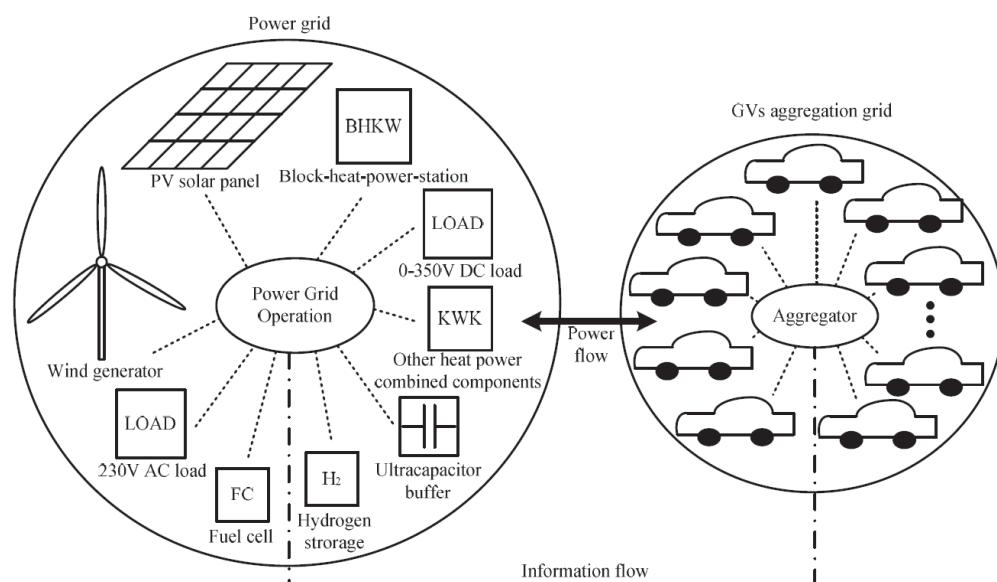 Power grid
BHKW
PV solar panel
Block-heat-power-station
LOAD
0-350V DC load
Power Grid
Operation
KWK
Wind generator
Other heat power
combined components
LOAD
230V AC load
Ultracapacitor
buffer
FC
Fuel cell
H2
Hydrogen
strorage
Power
flow
GVs aggregation grid
Aggregator
Information flow